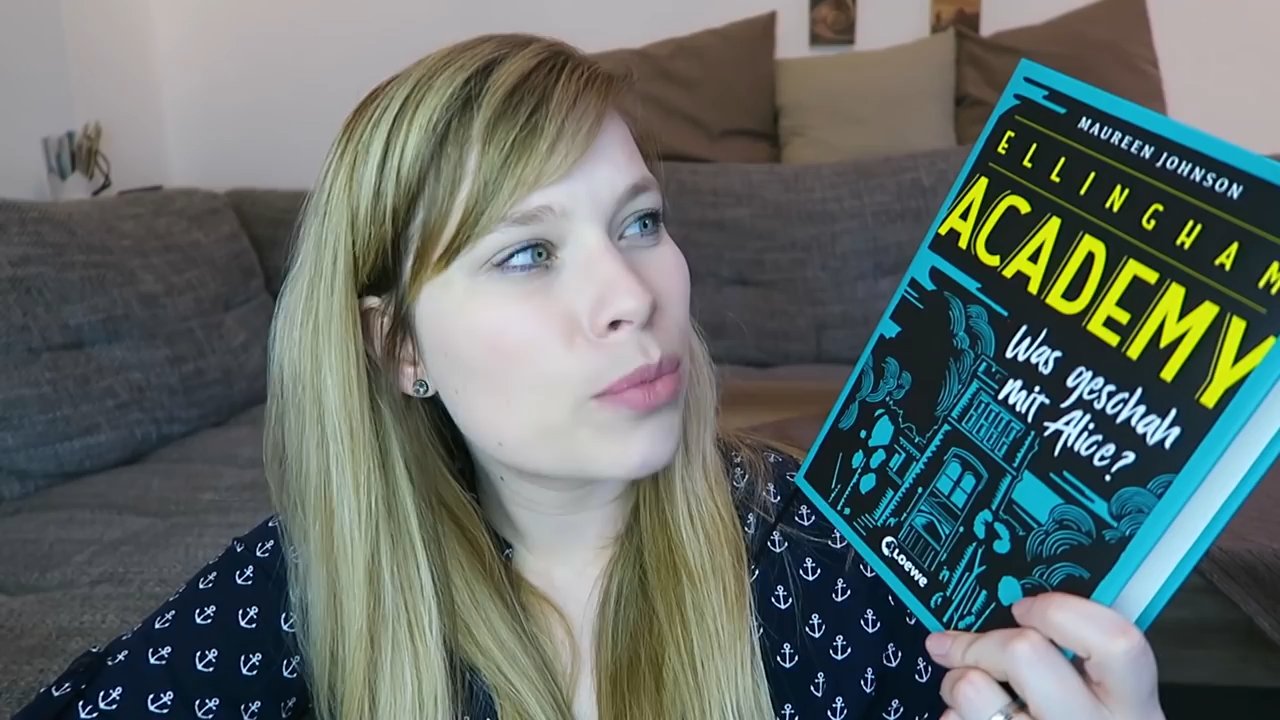 MAUREEN JOHNSON
ELLINGHAM
ACADEMY
Was geschah
mit Alice?
Loewe